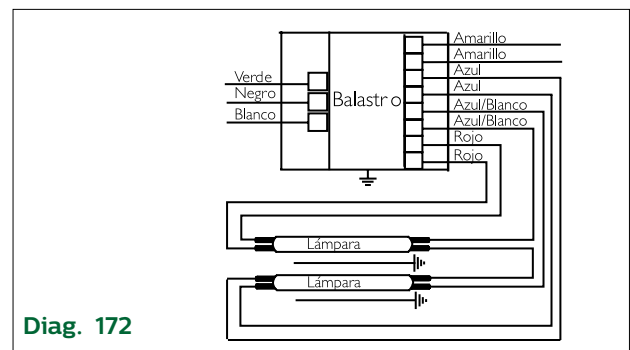 Amarillo
Amarillo
Azul
Azul
Azul/Blanco
Azul/Blanco
Rojo
Rojo
Verde
Negro
Blanco
Balastro
Lámpara
Lámpara
Diag. 172